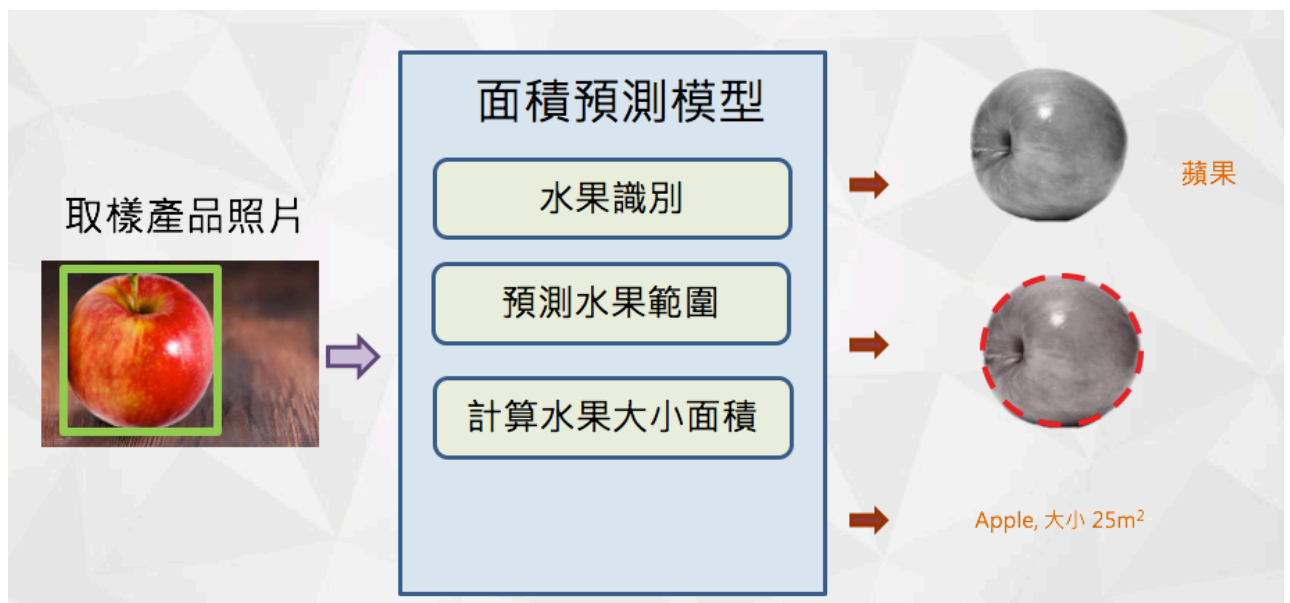 取樣產品照片
面積預測模型
水果識別
預測水果範圍
計算水果大小面積
蘋果
Apple, 大小 25m²